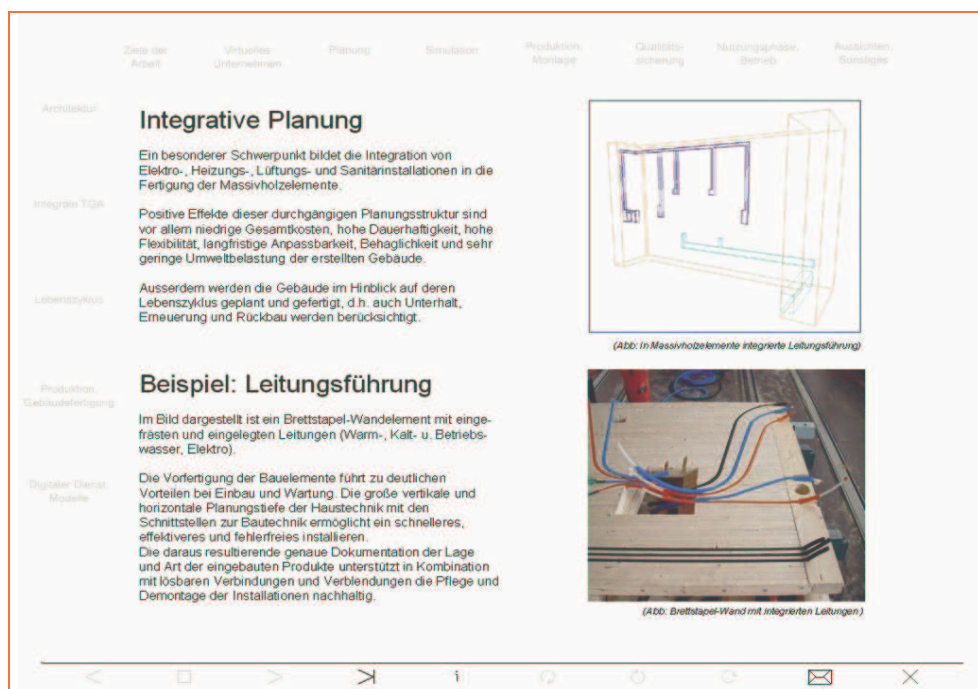 Ziele der Arbeit
Virtuelles Unternehmen
Planung
Simulation
Produktion, Montage
Qualitäts-
sicherung
Nutzungsphase, Betrieb
Aussichten, Sonstiges
Architektur
Integrale TGA
Lebenszyklus
Produktion, Gebäudefertigung
Digitaler Dienst, Modelle
Integrative Planung
Ein besonderer Schwerpunkt bildet die Integration von
Elektro-, Heizungs-, Lüftungs- und Sanitärinstallationen in die
Fertigung der Massivholzelemente.
Positive Effekte dieser durchgängigen Planungsstruktur sind
vor allem niedrige Gesamtkosten, hohe Dauerhaftigkeit, hohe
Flexibilität, langfristige Anpassbarkeit, Behaglichkeit und sehr
geringe Umweltbelastung der erstellten Gebäude.
Ausserdem werden die Gebäude im Hinblick auf deren
Lebenszyklus geplant und gefertigt, d.h. auch Unterhalt,
Erneuerung und Rückbau werden berücksichtigt.
(Abb: In Massivholzelemente integrierte Leitungsführung)
Beispiel: Leitungsführung
Im Bild dargestellt ist ein Brettstapel-Wandelement mit einge-
frästen und eingelegten Leitungen (Warm-, Kalt- u. Betriebs-
wasser, Elektro).
Die Vorfertigung der Bauelemente führt zu deutlichen
Vorteilen bei Einbau und Wartung. Die große vertikale und
horizontale Planungstiefe der Haustechnik mit den
Schnittstellen zur Bautechnik ermöglicht ein schnelleres,
effektiveres und fehlerfreies installieren.
Die daraus resultierende genaue Dokumentation der Lage
und Art der eingebauten Produkte unterstützt in Kombination
mit lösbaren Verbindungen und Verblendungen die Pflege und
Demontage der Installationen nachhaltig.
(Abb: Brettstapel-Wand mit integrierten Leitungen )
i